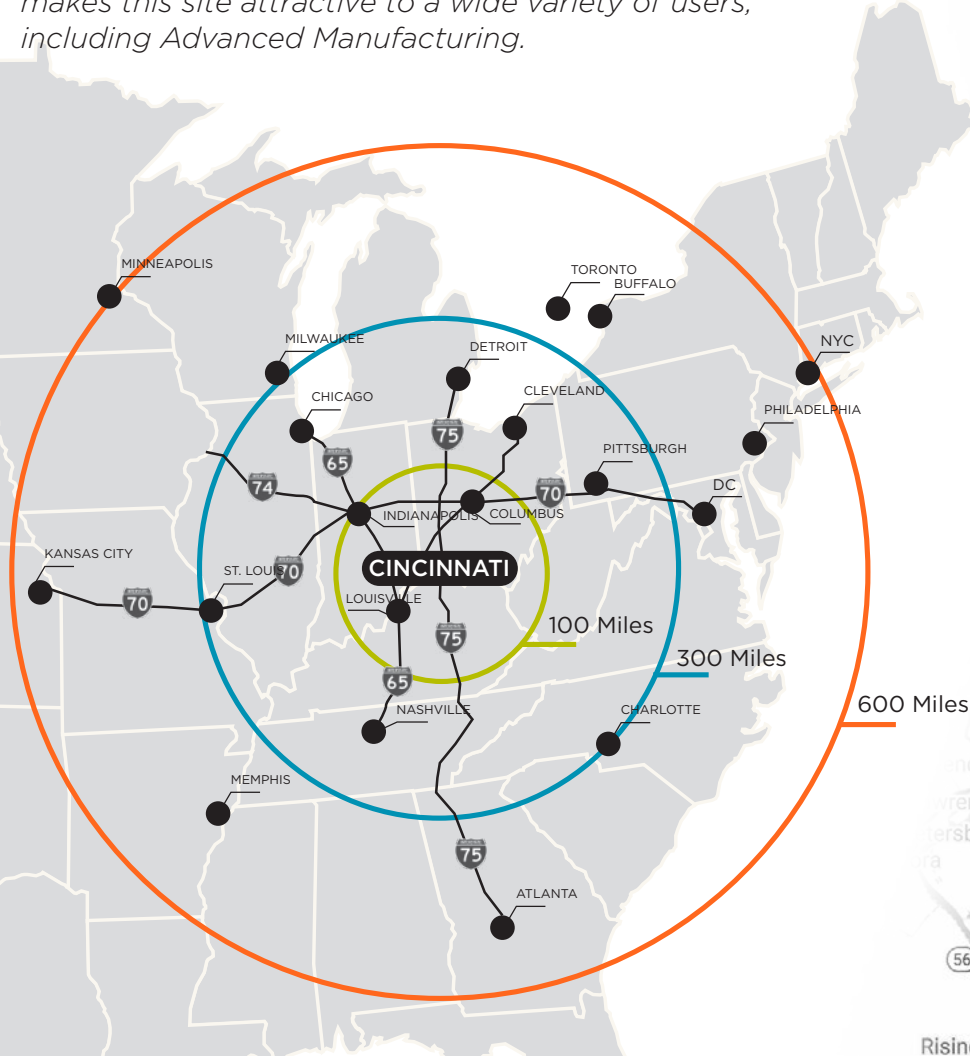 makes this site attractive to a wide variety of users,
including Advanced Manufacturing.
MINNEAPOLIS
TORONTO
BUFFALO
MILWAUKEE
DETROIT
NYC
CHICAGO
CLEVELAND
PHILADELPHIA
75
65
PITTSBURGH
74
70
DC
INDIANAPOLIS
COLUMBUS
KANSAS CITY
ST. LOUIS
70
CINCINNATI
70
LOUISVILLE
100 Miles
75
300 Miles
65
NASHVILLE
CHARLOTTE
600 Miles
MEMPHIS
75
ATLANTA
56
Rising